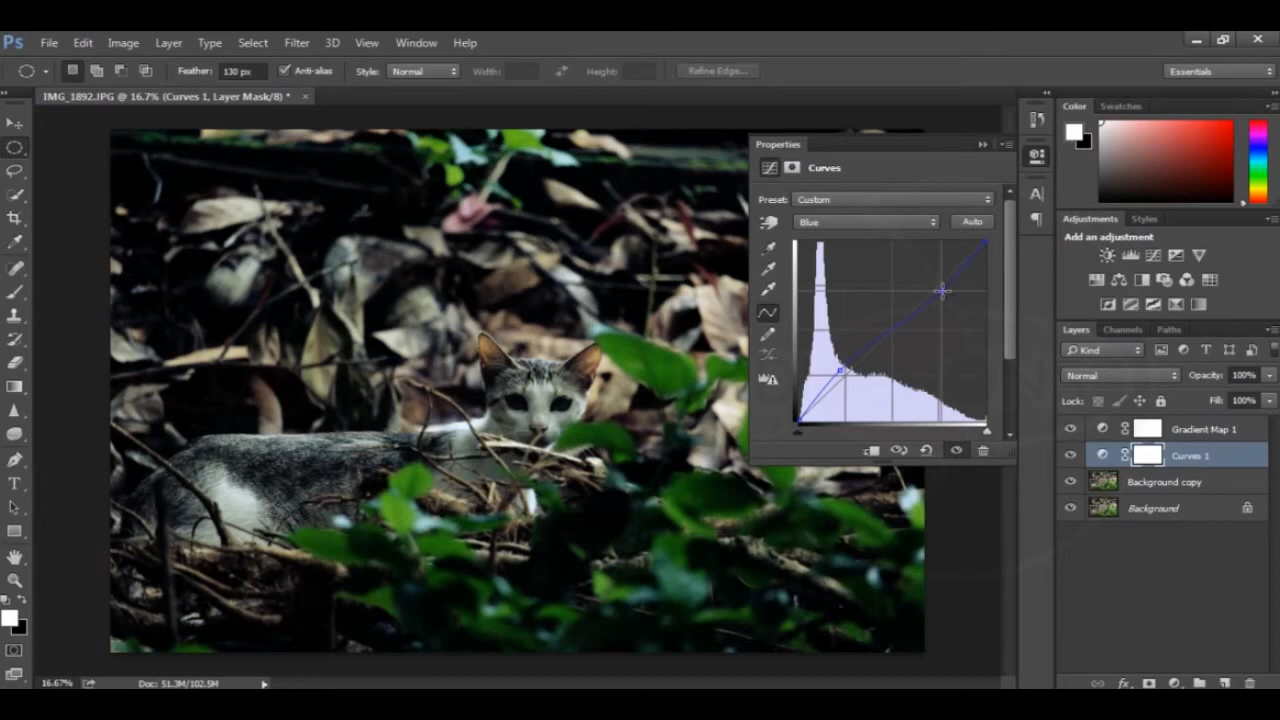 Ps File Edit Image Layer Type Select Filter 3D View Window Help
Feather: 130 px Anti-alias Style: Normal Width: Height: Refine Edge... Essentials
IMG_1892.JPG @ 16.7% (Curves 1, Layer Mask/8) * ×
Properties
Curves
Preset: Custom
Blue Auto
Color Swatches
Adjustments Styles
Add an adjustment
Layers Channels Paths
Kind
Normal Opacity: 100%
Lock: Fill: 100%
Gradient Map 1
Curves 1
Background copy
Background
16.67% Doc: 51.3M/102.5M